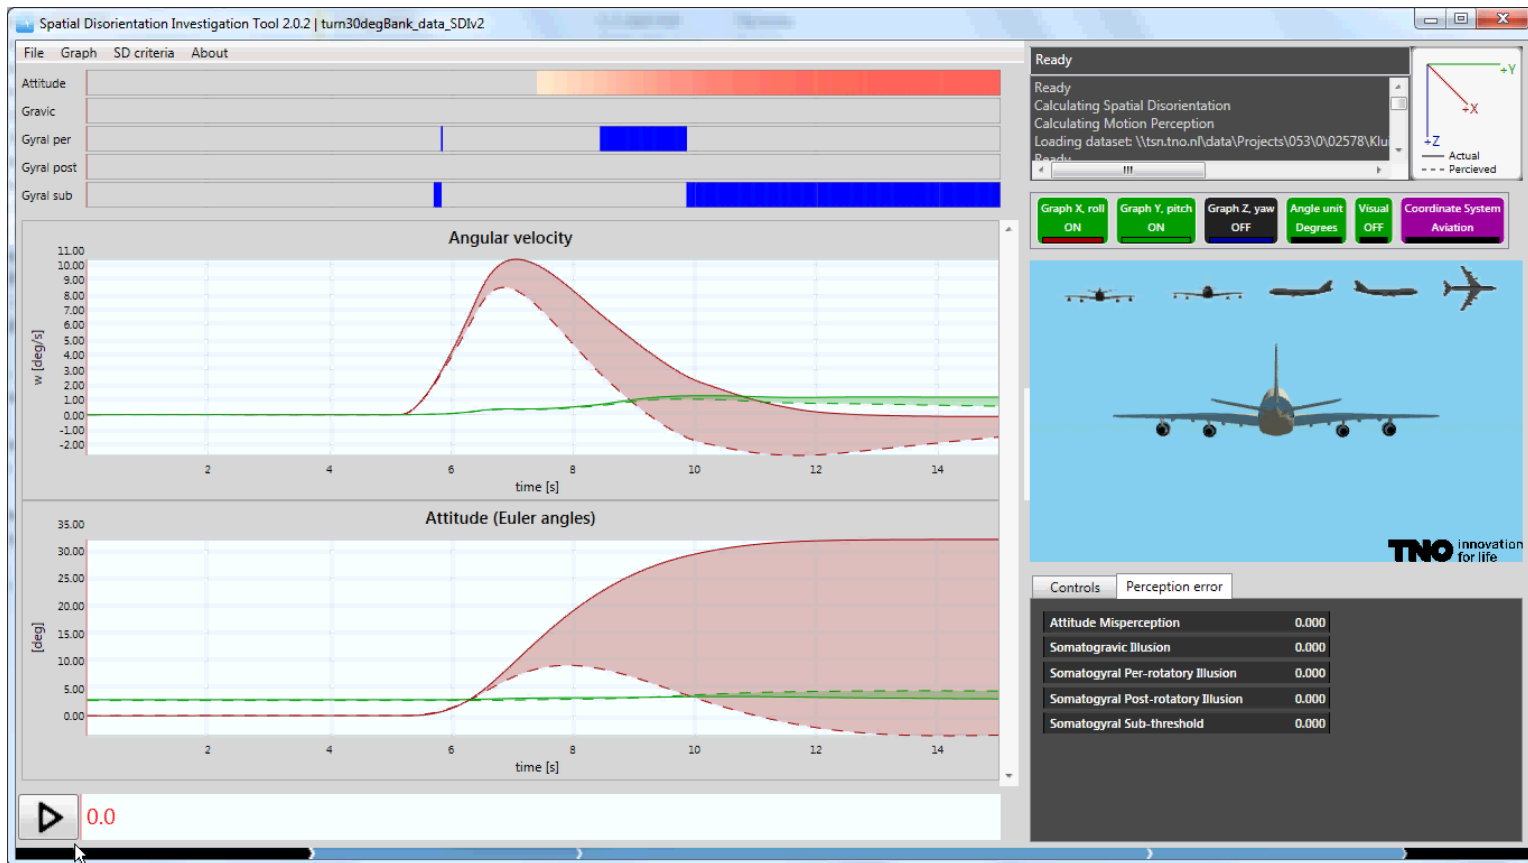 Spatial Disorientation Investigation Tool 2.0.2 | turn30degBank_data_SDIv2
File Graph SD criteria About
Attitude
Gravic
Gyral per
Gyral post
Gyral sub
Angular velocity
11.00
10.00
9.00
8.00
7.00
6.00
5.00
4.00
3.00
2.00
1.00
0.00
-1.00
-2.00
w [deg/s]
2 4 6 8 10 12 14
time [s]
Attitude (Euler angles)
35.00
30.00
25.00
20.00
15.00
10.00
5.00
0.00
[deg]
2 4 6 8 10 12 14
time [s]
0.0
Ready
Ready
Calculating Spatial Disorientation
Calculating Motion Perception
Loading dataset: \\tsn.tno.nl\data\Projects\053\0\02578\Klui
Ready
+Y
+X
+Z
Actual
Percieved
Graph X, roll
ON
Graph Y, pitch
ON
Graph Z, yaw
OFF
Angle unit
Degrees
Visual
OFF
Coordinate System
Aviation
TNO innovation
for life
Controls Perception error
Attitude Misperception 0.000
Somatogravic Illusion 0.000
Somatogyral Per-rotatory Illusion 0.000
Somatogyral Post-rotatory Illusion 0.000
Somatogyral Sub-threshold 0.000